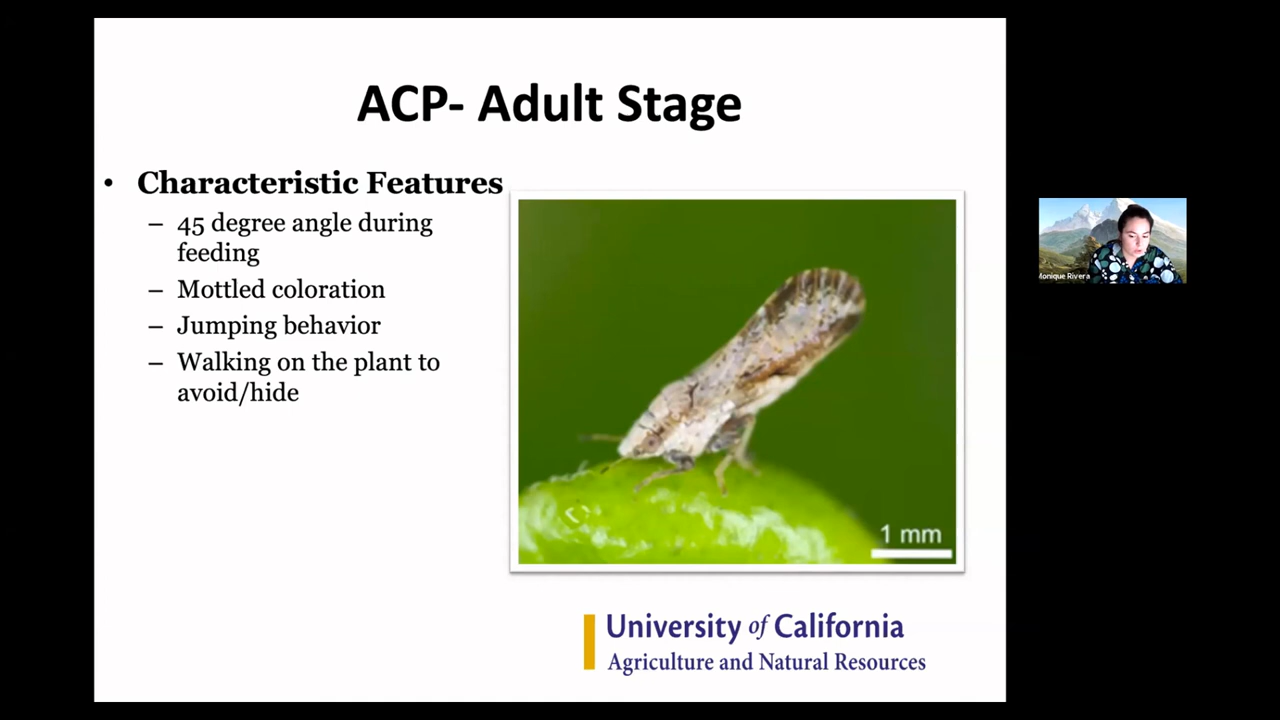 ACP- Adult Stage
• Characteristic Features
– 45 degree angle during
feeding
– Mottled coloration
– Jumping behavior
– Walking on the plant to
avoid/hide
1 mm
University of California
Agriculture and Natural Resources
Monique Rivera